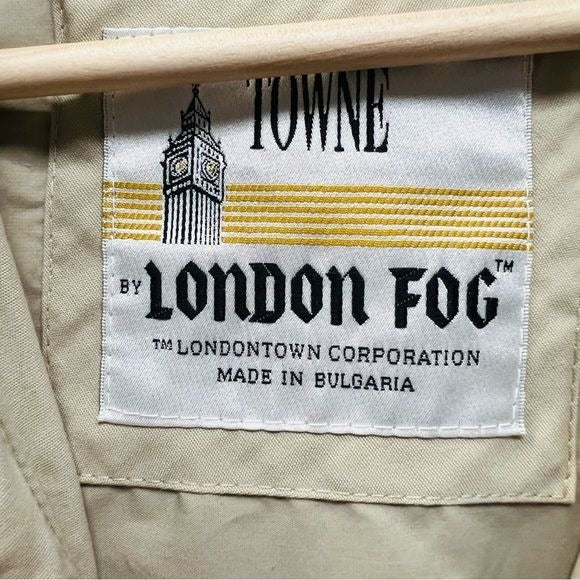 TOWNE
BY LONDON FOG™
™ LONDONTOWN CORPORATION
MADE IN BULGARIA